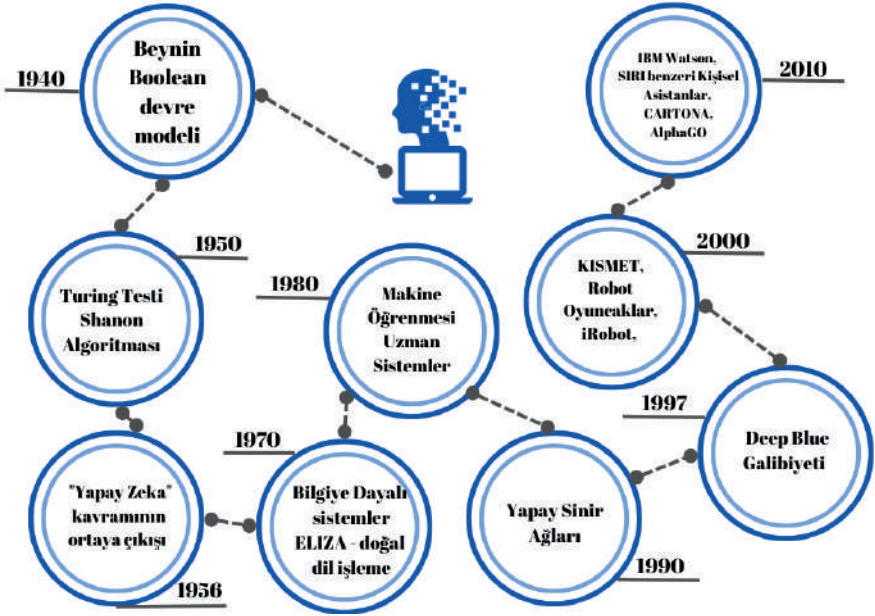 1940
Beynin
Boolean
devre
modeli
1950
Turing Testi
Shanon
Algoritması
"Yapay Zeka"
kavramının
ortaya çıkışı
1956
1970
Bilgiye Dayalı
sistemler
ELIZA - doğal
dil işleme
1980
Makine
Öğrenmesi
Uzman
Sistemler
Yapay Sinir
Ağları
1990
1997
Deep Blue
Galibiyeti
2000
KISMET,
Robot
Oyuncaklar,
iRobot,
2010
IBM Watson,
SIRI benzeri Kişisel
Asistanlar,
CARTONA,
AlphaGO